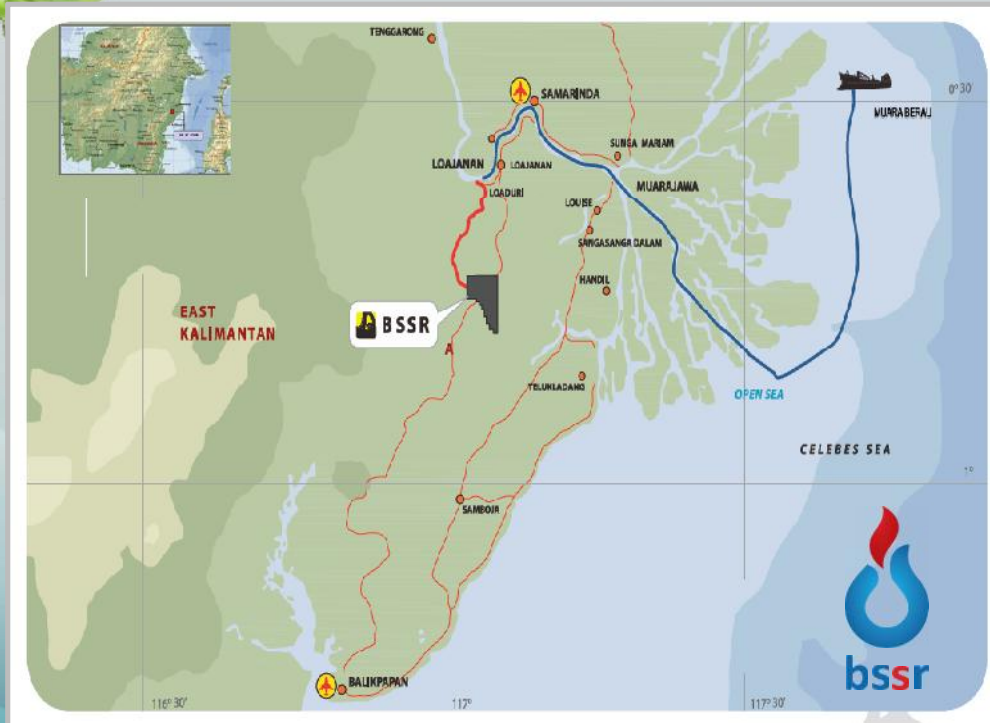 TENGGARONG
SAMARINDA
0° 30'
MUARA BERAU
SUNGA MARIAM
LOAJANAN
LOAJANAN
LOADURI
MUARAJAWA
LOUISE
SANGASANGA DALAM
HANDIL
EAST
KALIMANTAN
BSSR
A
TELUKLADANG
OPEN SEA
CELEBES SEA
1°
SAMBOJA
BALIKPAPAN
116° 30'
117°
117° 30'
bssr